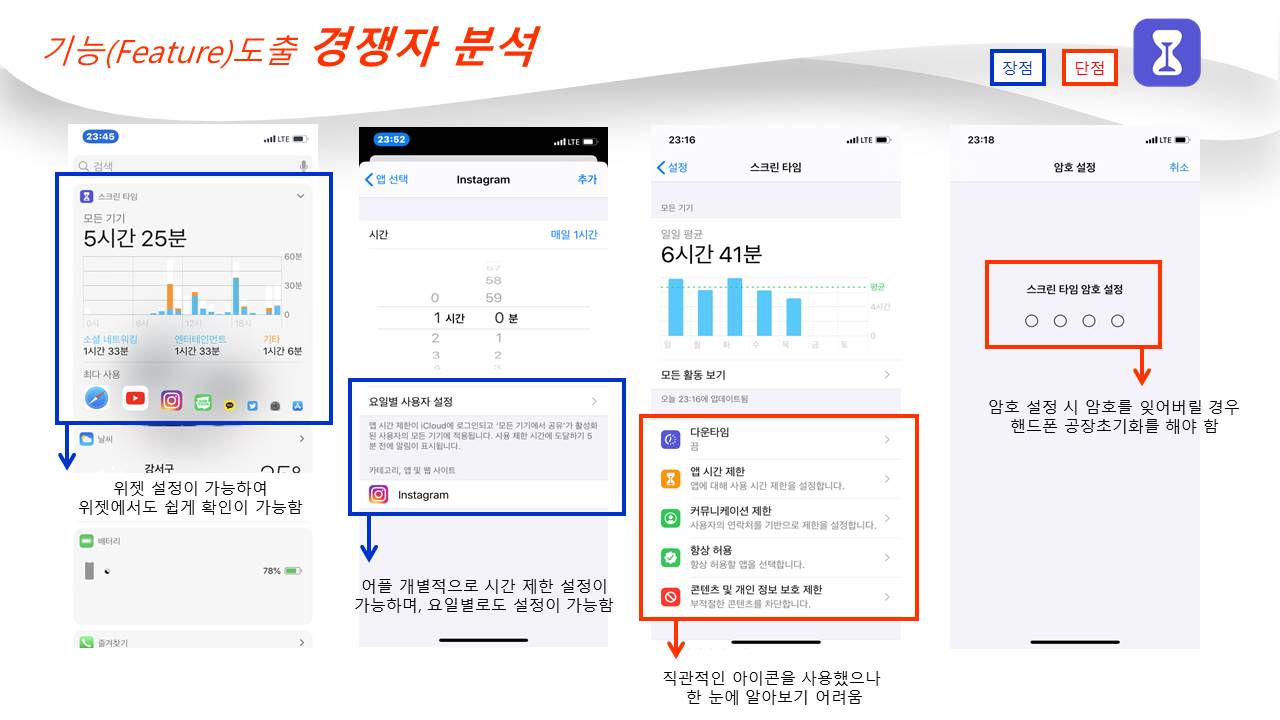 기능(Feature)도출 경쟁자 분석
장점
단점
23:45
LTE
검색
스크린 타임
모든 기기
5시간 25분
60분
30분
0
0시
6시
12시
18시
소셜 네트워킹
엔터테인먼트
기타
1시간 33분
1시간 33분
1시간 6분
최다 사용
날씨
강서구
위젯 설정이 가능하여
위젯에서도 쉽게 확인이 가능함
배터리
78%
즐겨찾기
23:52
LTE
앱 선택
Instagram
추가
시간
매일 1시간
57
58
0
59
1 시간
0 분
2
1
3
2
4
3
요일별 사용자 설정
앱 시간 제한이 iCloud에 로그인되고 '모든 기기에서 공유'가 활성화
된 사용자의 모든 기기에 적용됩니다. 사용 제한 시간에 도달하기 5
분 전에 알림이 표시됩니다.
카테고리, 앱 및 웹 사이트
Instagram
어플 개별적으로 시간 제한 설정이
가능하며, 요일별로도 설정이 가능함
23:16
LTE
설정
스크린 타임
모든 기기
일일 평균
6시간 41분
평균
4시간
0
일
월
화
수
목
금
토
모든 활동 보기
오늘 23:16에 업데이트됨
다운타임
끔
앱 시간 제한
앱에 대해 사용 시간 제한을 설정합니다.
커뮤니케이션 제한
사용자의 연락처를 기반으로 제한을 설정합니다.
항상 허용
항상 허용할 앱을 선택합니다.
콘텐츠 및 개인 정보 보호 제한
부적절한 콘텐츠를 차단합니다.
직관적인 아이콘을 사용했으나
한 눈에 알아보기 어려움
23:18
LTE
암호 설정
취소
스크린 타임 암호 설정
암호 설정 시 암호를 잊어버릴 경우
핸드폰 공장초기화를 해야 함